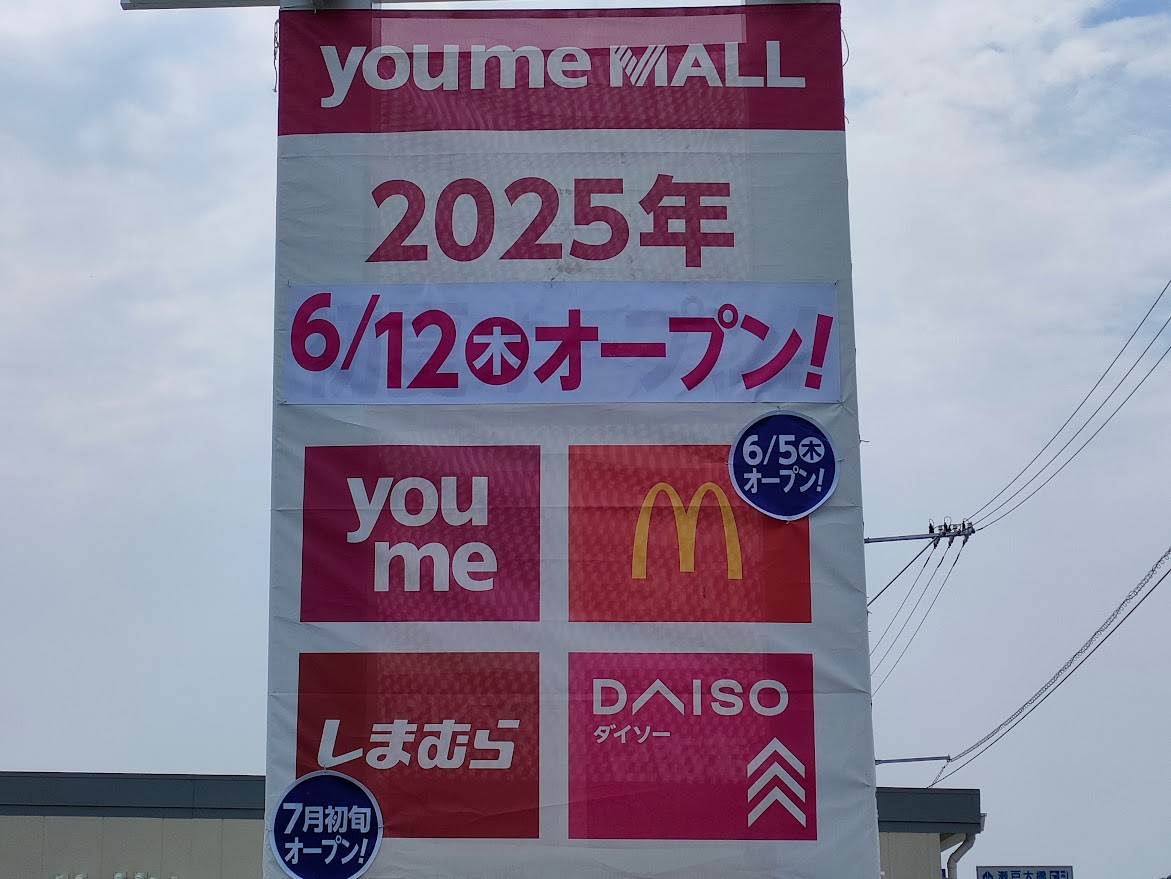 youme MALL
2025年
6/12木オープン!
you
me
6/5木
オープン!
しまむら
DAISO
ダイソー
7月初旬
オープン!